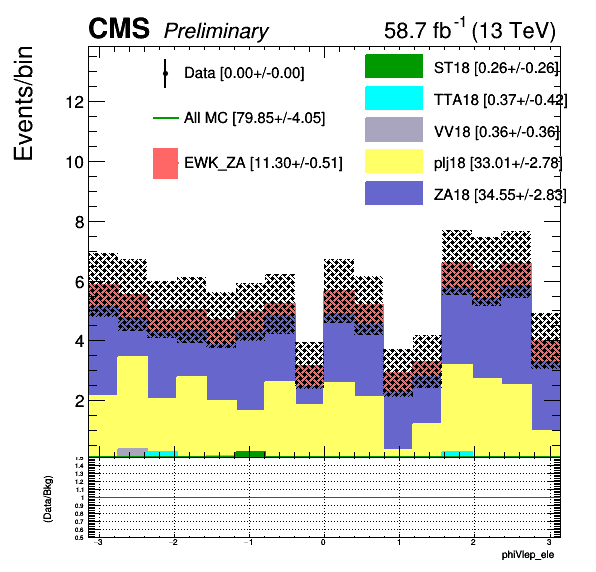 CMS Preliminary 58.7 fb⁻¹ (13 TeV)
Events/bin
Data [0.00+/-0.00]
All MC [79.85+/-4.05]
EWK_ZA [11.30+/-0.51]
ST18 [0.26+/-0.26]
TTA18 [0.37+/-0.42]
VV18 [0.36+/-0.36]
plj18 [33.01+/-2.78]
ZA18 [34.55+/-2.83]
12
10
8
6
4
2
(Data/Bkg)
1.5
1.4
1.3
1.2
1.1
1
0.9
0.8
0.7
0.6
0.5
−3 −2 −1 0 1 2 3
phiVlep_ele